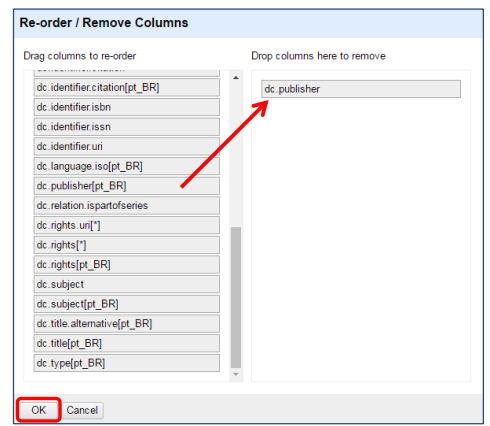 Re-order / Remove Columns
Drag columns to re-order
Drop columns here to remove
dc.identifier.citation[pt_BR]
dc.identifier.isbn
dc.identifier.issn
dc.identifier.uri
dc.language.iso[pt_BR]
dc.publisher[pt_BR]
dc.relation.ispartofseries
dc.rights.uri[*]
dc.rights[*]
dc.rights[pt_BR]
dc.subject
dc.subject[pt_BR]
dc.title.alternative[pt_BR]
dc.title[pt_BR]
dc.type[pt_BR]
dc.publisher
OK
Cancel